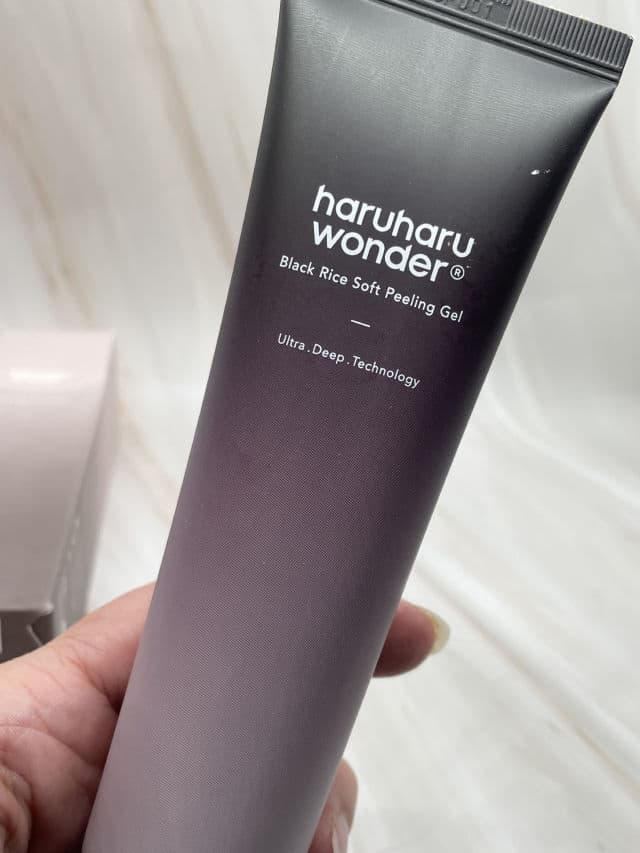 haruharu
wonder®
Black Rice Soft Peeling Gel
Ultra.Deep.Technology